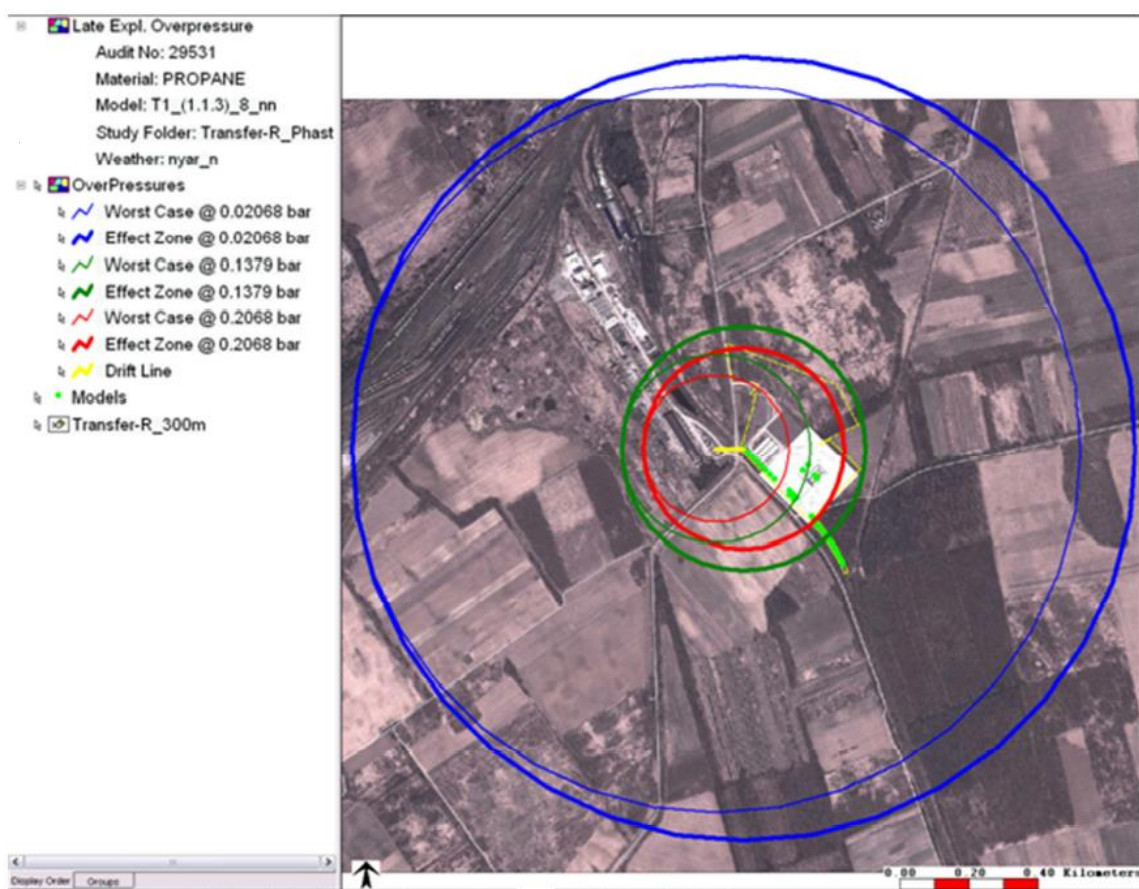 Late Expl. Overpressure
Audit No: 29531
Material: PROPANE
Model: T1_(1.1.3)_8_nn
Study Folder: Transfer-R_Phast
Weather: nyar_n
OverPressures
Worst Case @ 0.02068 bar
Effect Zone @ 0.02068 bar
Worst Case @ 0.1379 bar
Effect Zone @ 0.1379 bar
Worst Case @ 0.2068 bar
Effect Zone @ 0.2068 bar
Drift Line
Models
Transfer-R_300m
Display Order Groups
0.00 0.20 0.40 Kilometers